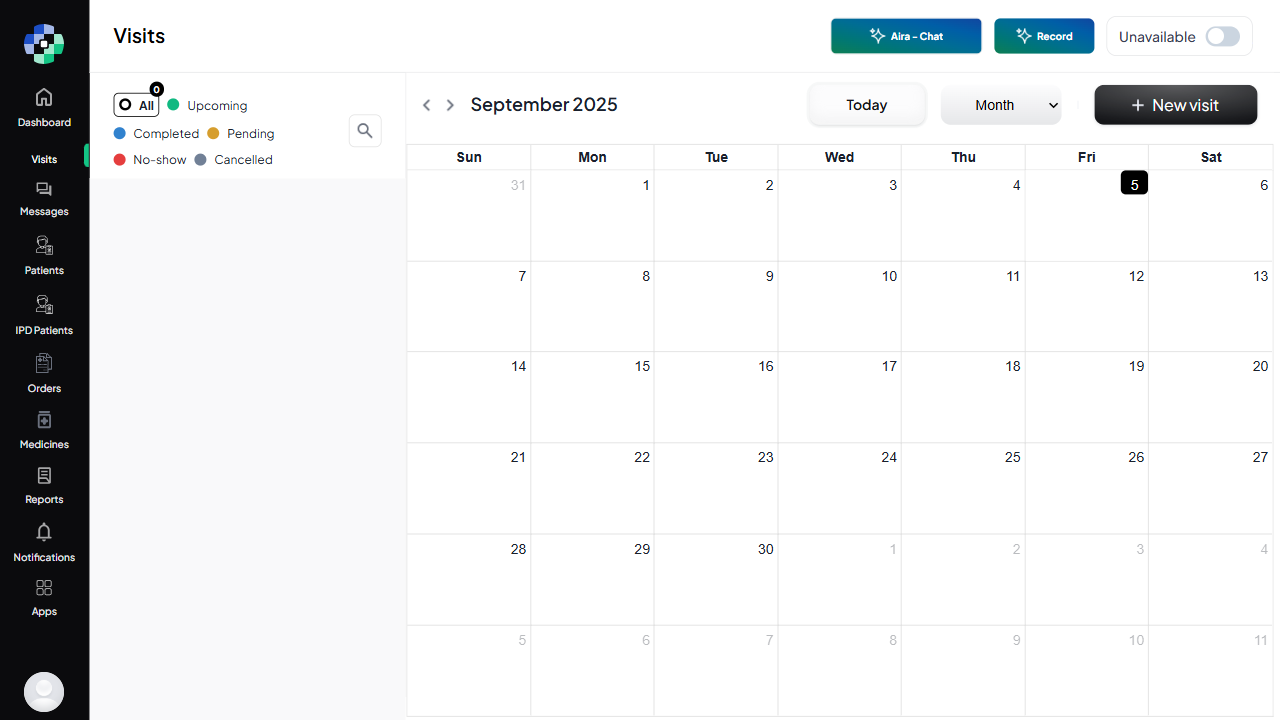 Visits
Aira – Chat
Record
Unavailable
Dashboard
Visits
Messages
Patients
IPD Patients
Orders
Medicines
Reports
Notifications
Apps
All 0
Upcoming
Completed Pending
No-show Cancelled
September 2025
Today
Month
+ New visit
Sun Mon Tue Wed Thu Fri Sat
31 1 2 3 4 5 6
7 8 9 10 11 12 13
14 15 16 17 18 19 20
21 22 23 24 25 26 27
28 29 30 1 2 3 4
5 6 7 8 9 10 11